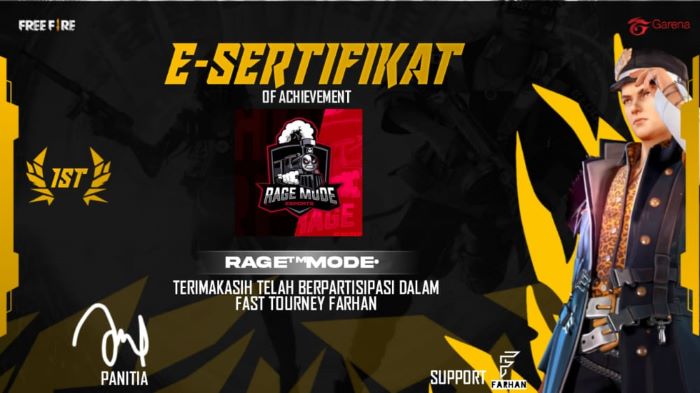 FREE FIRE
Garena
E-SERTIFIKAT
OF ACHIEVEMENT
1ST
RAGE MODE
ESPORTS
RAGE
RAGE™MODE•
TERIMAKASIH TELAH BERPARTISIPASI DALAM
FAST TOURNEY FARHAN
PANITIA
SUPPORT
FARHAN